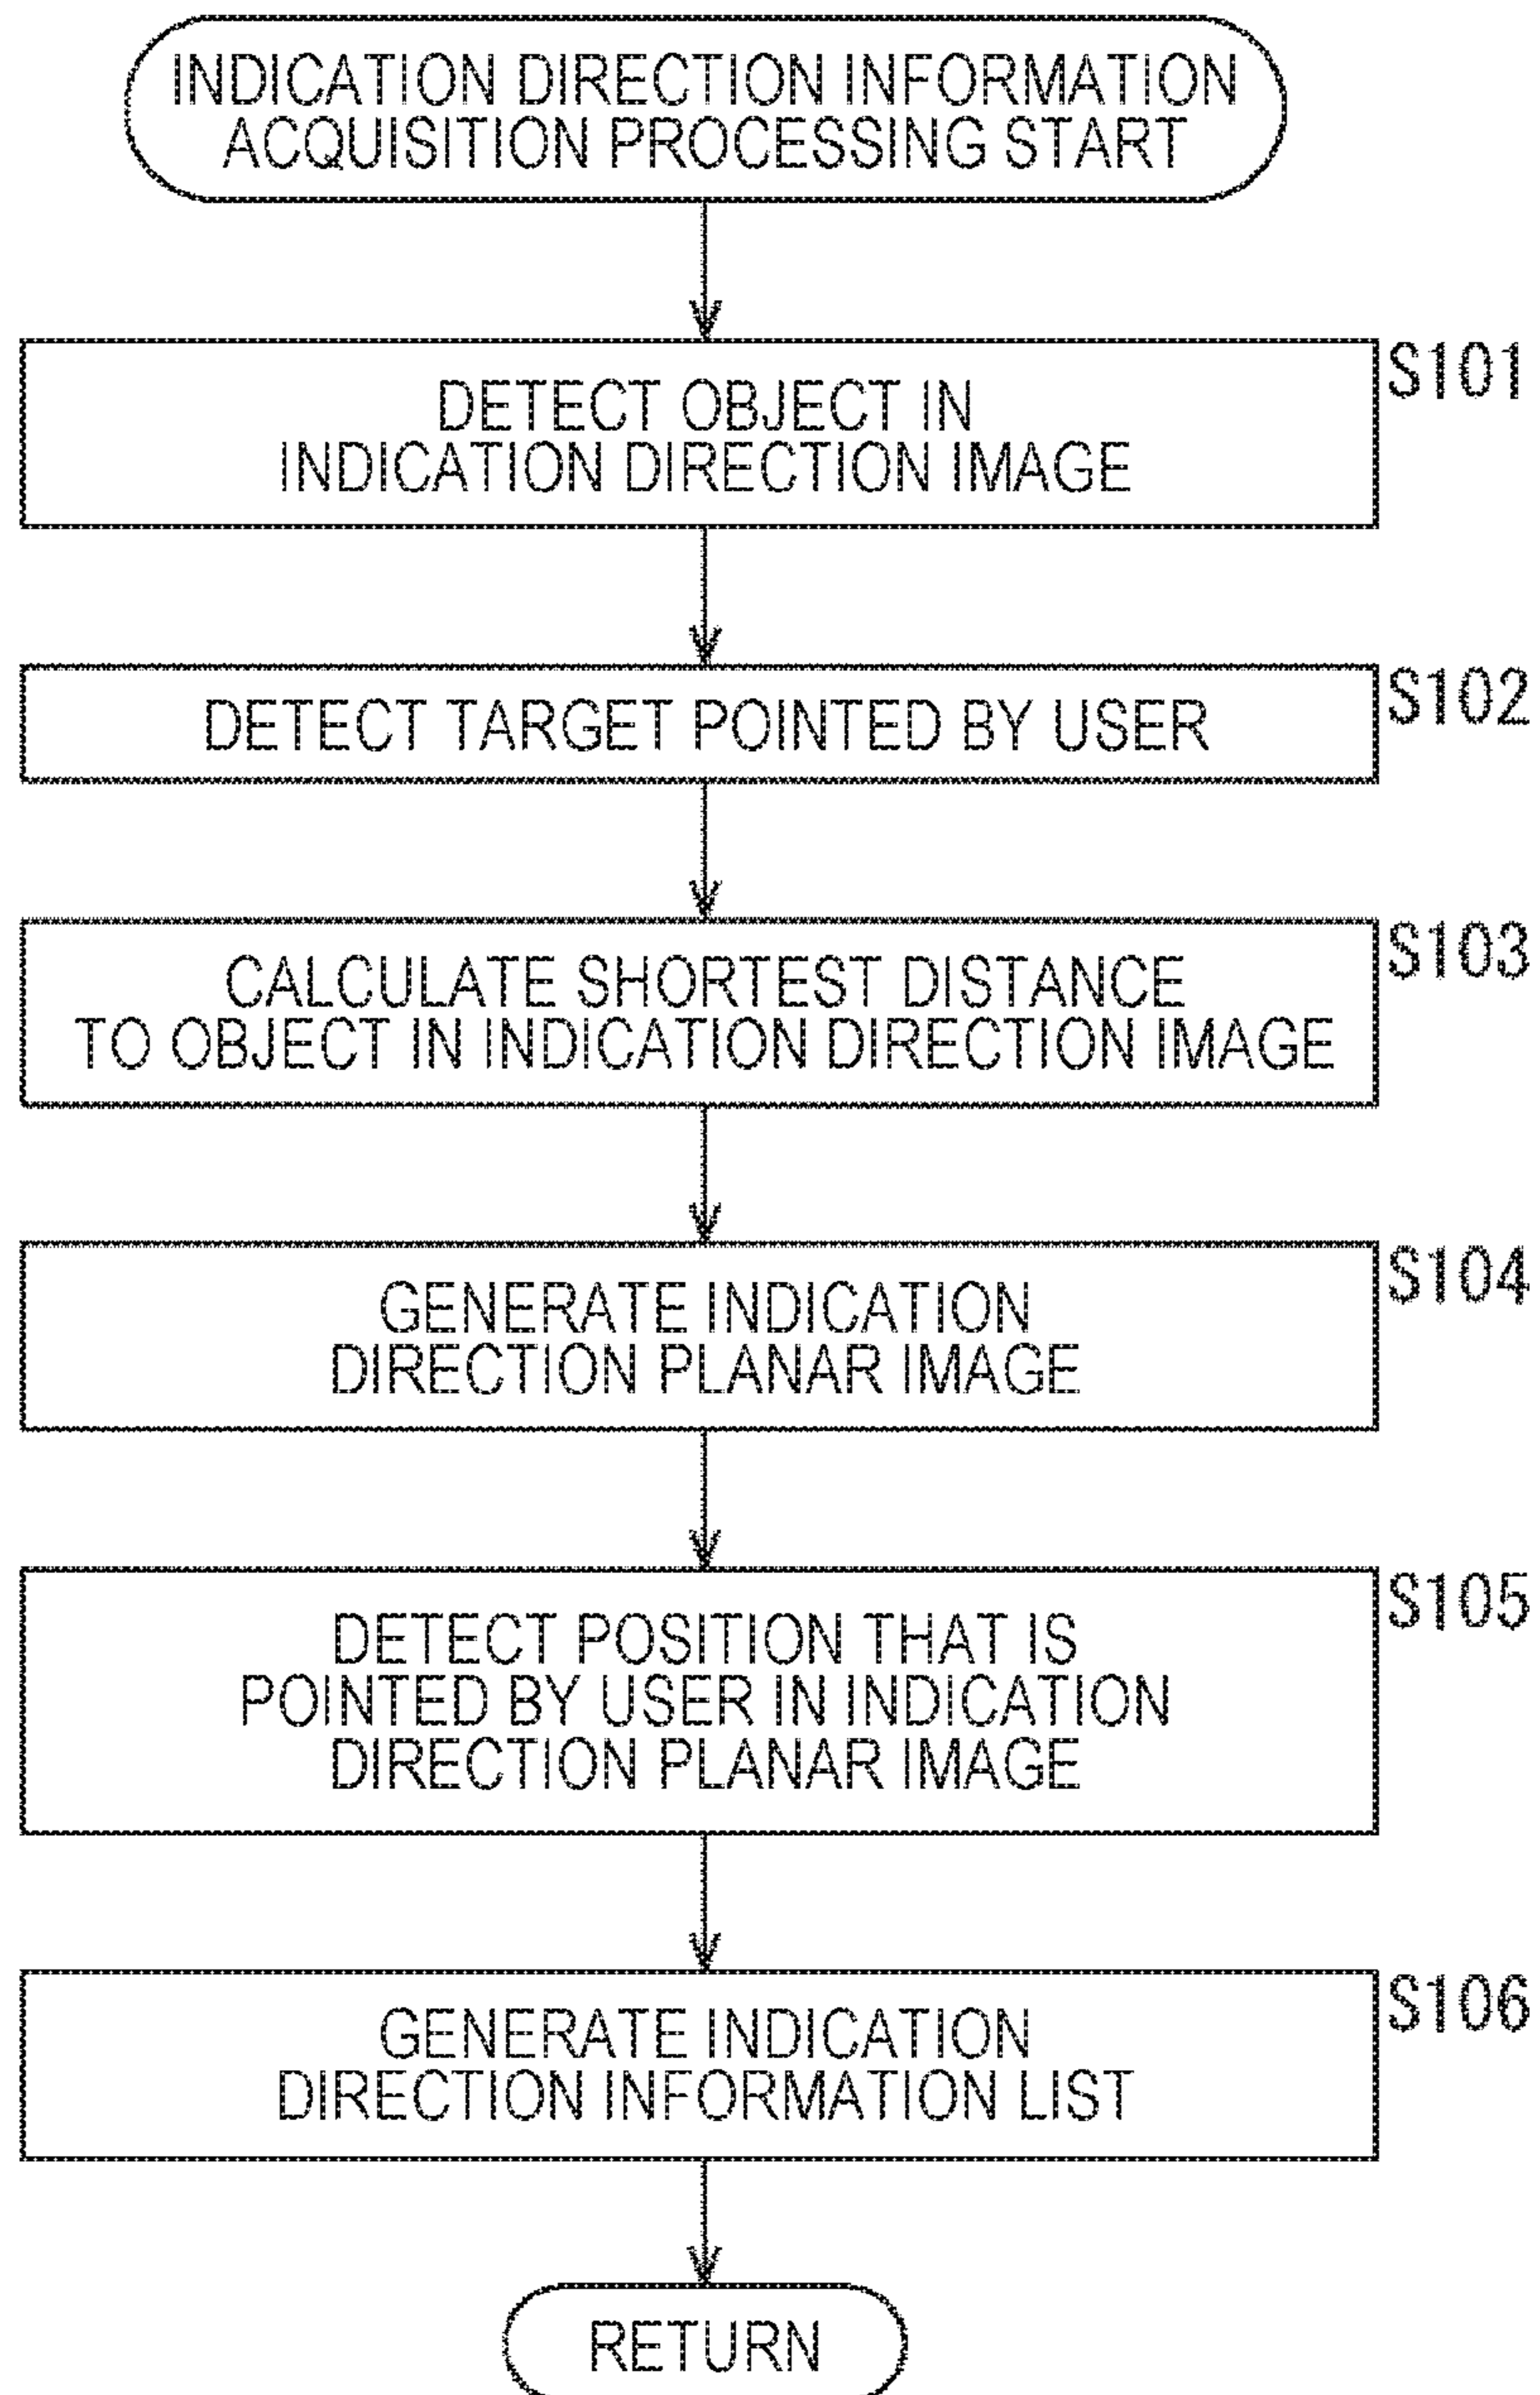 INDICATION DIRECTION INFORMATION
ACQUISITION PROCESSING START
S101
DETECT OBJECT IN
INDICATION DIRECTION IMAGE
S102
DETECT TARGET POINTED BY USER
S103
CALCULATE SHORTEST DISTANCE
TO OBJECT IN INDICATION DIRECTION IMAGE
S104
GENERATE INDICATION
DIRECTION PLANAR IMAGE
S105
DETECT POSITION THAT IS
POINTED BY USER IN INDICATION
DIRECTION PLANAR IMAGE
S106
GENERATE INDICATION
DIRECTION INFORMATION LIST
RETURN